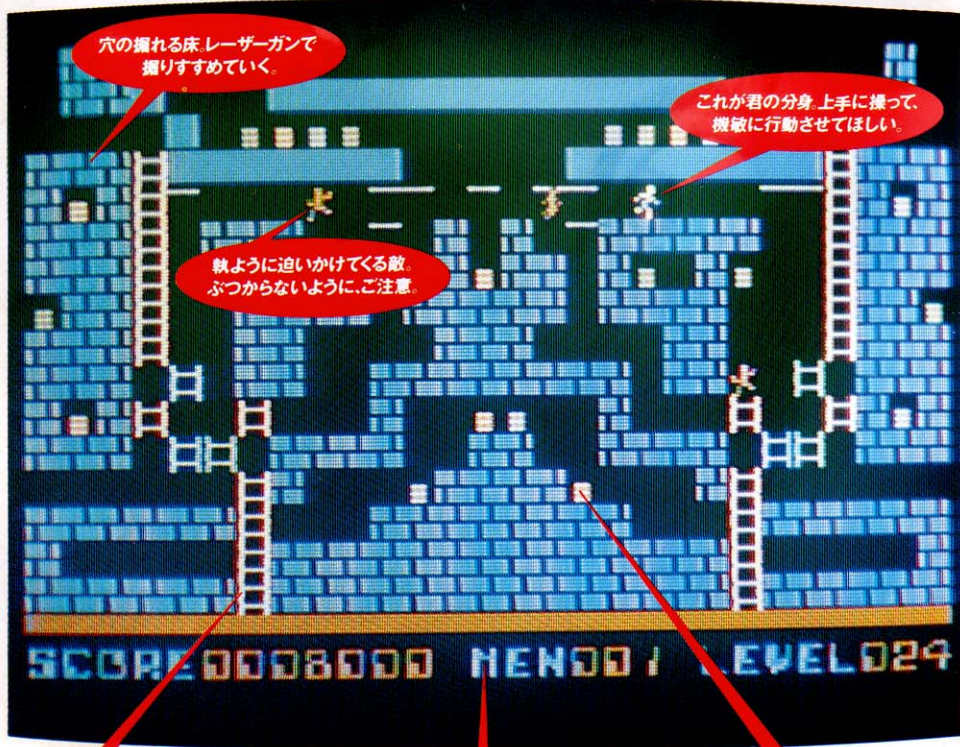 穴の掘れる床。レーザーガンで
掘りすすめていく。
これが君の分身。上手に操って、
機敏に行動させてほしい。
執ように追いかけてくる敵。
ぶつからないように、ご注意。
SCORE0008000 MEN001 LEVEL024